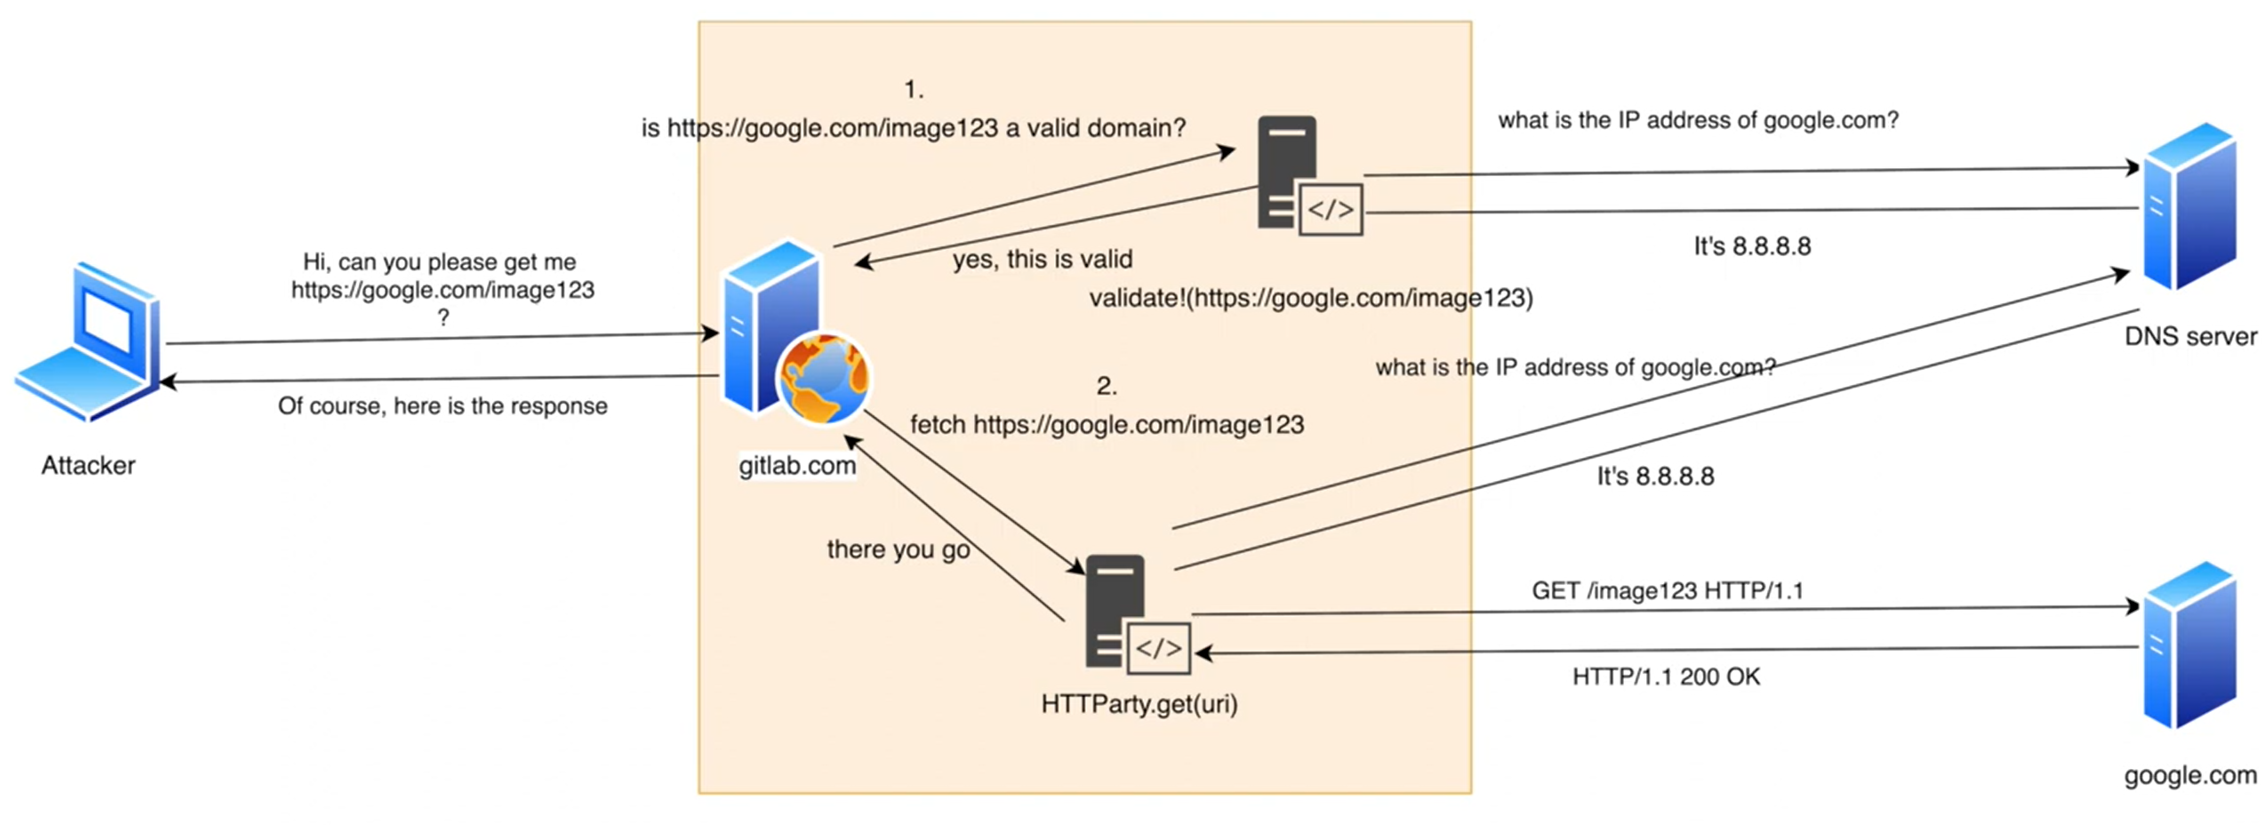 1.
is https://google.com/image123 a valid domain?
what is the IP address of google.com?
</>
It's 8.8.8.8
yes, this is valid
validate!(https://google.com/image123)
Hi, can you please get me
https://google.com/image123
?
Of course, here is the response
Attacker
gitlab.com
DNS server
what is the IP address of google.com?
2.
fetch https://google.com/image123
It's 8.8.8.8
there you go
GET /image123 HTTP/1.1
</>
HTTP/1.1 200 OK
HTTParty.get(uri)
google.com